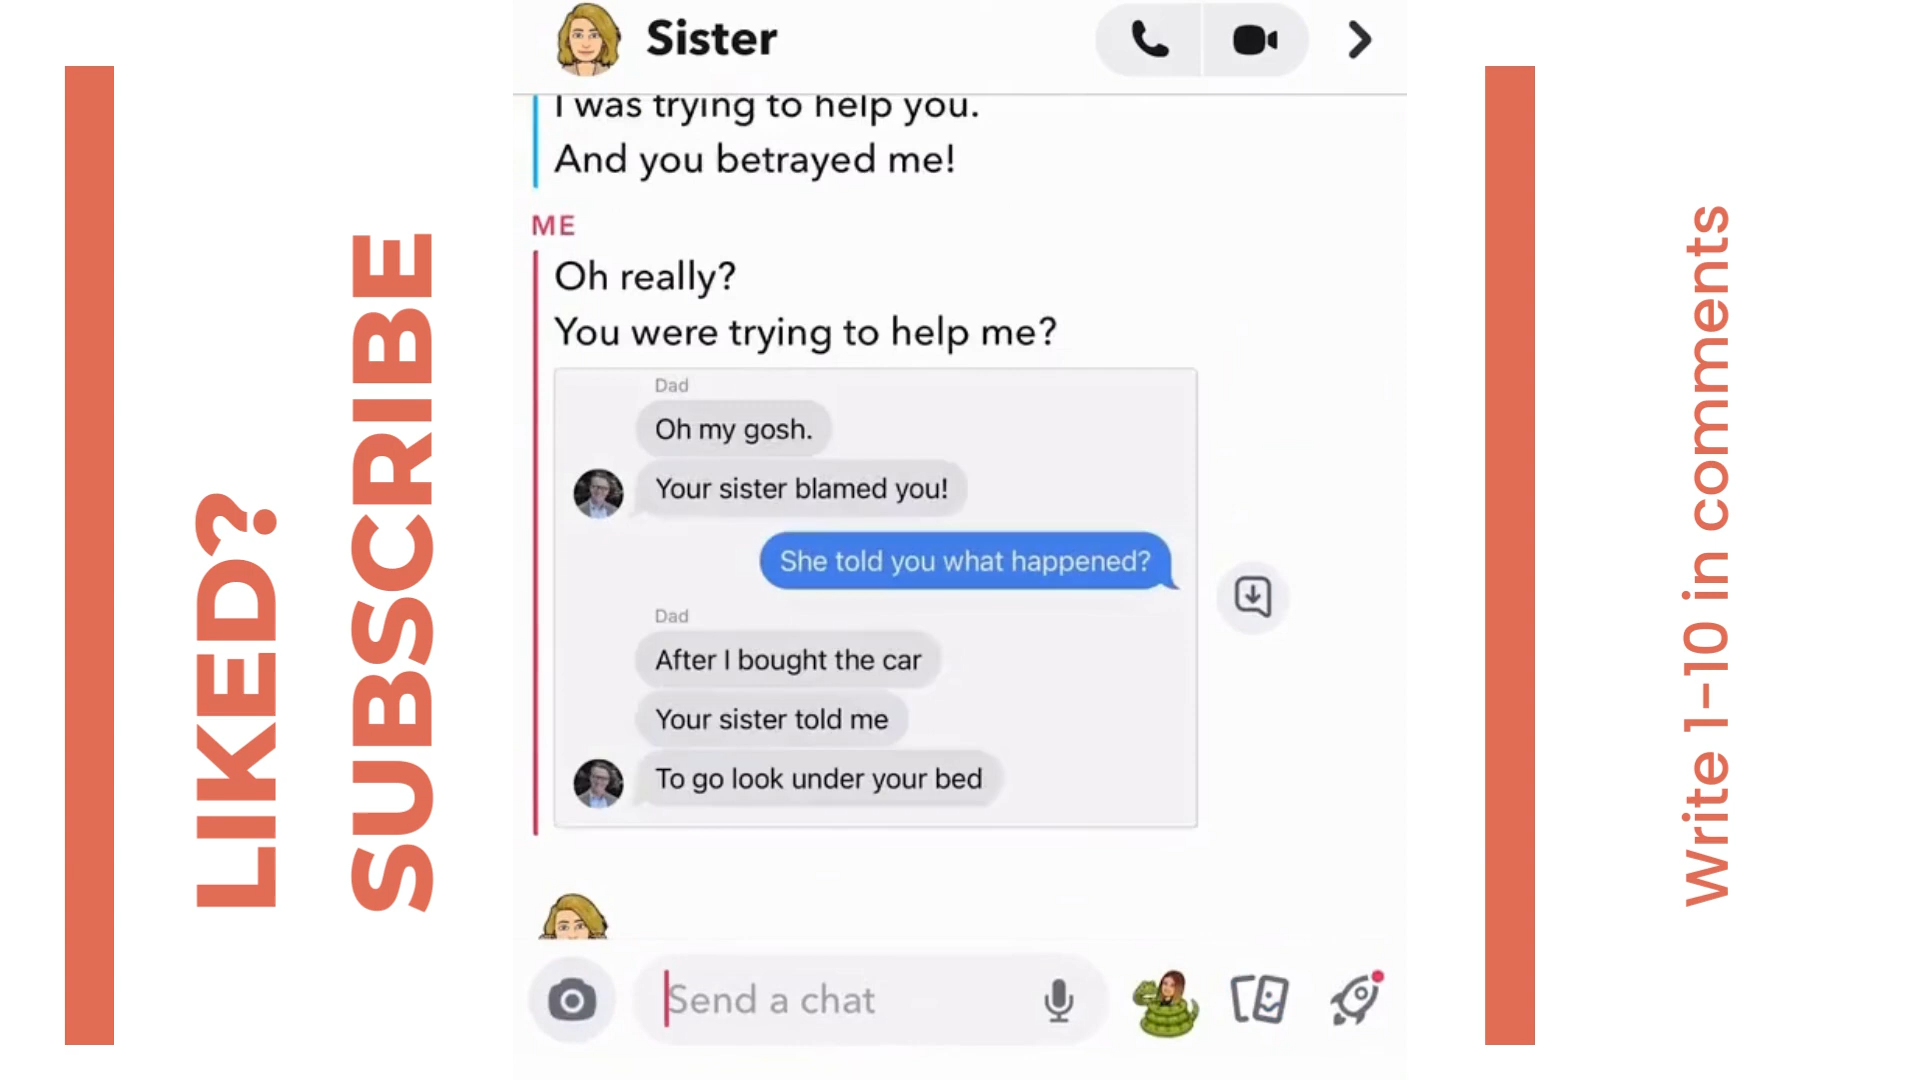 LIKED?
SUBSCRIBE
Sister
I was trying to help you.
And you betrayed me!
ME
Oh really?
You were trying to help me?
Dad
Oh my gosh.
Your sister blamed you!
She told you what happened?
Dad
After I bought the car
Your sister told me
To go look under your bed
Send a chat
Write 1-10 in comments